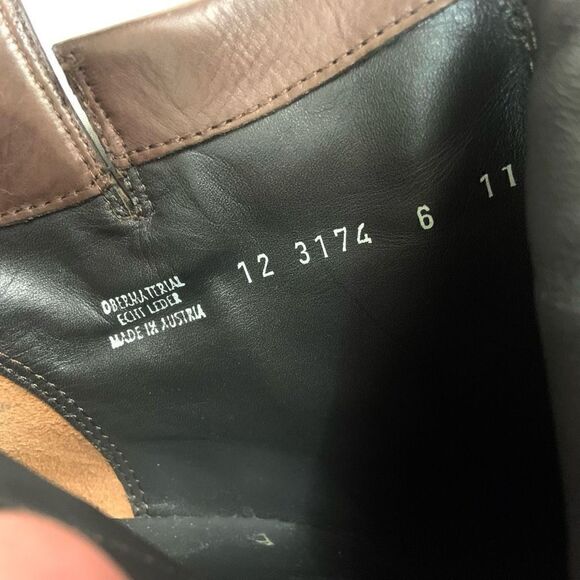 12 3174 6 11
OBERMATERIAL
ECHT LEDER
MADE IN AUSTRIA